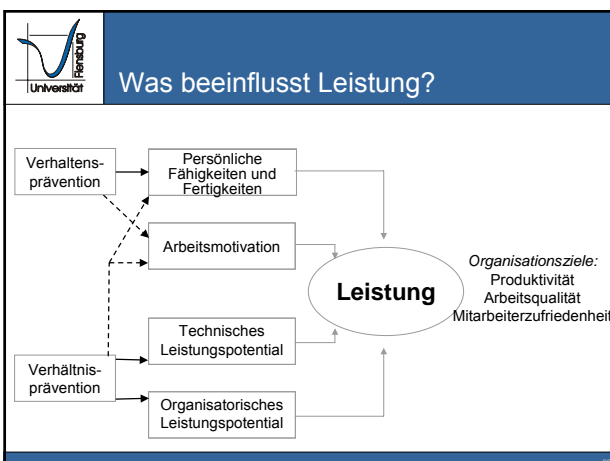 Universität
Flensburg
Was beeinflusst Leistung?
Verhaltens-
prävention
Persönliche
Fähigkeiten und
Fertigkeiten
Arbeitsmotivation
Leistung
Organisationsziele:
Produktivität
Arbeitsqualität
Mitarbeiterzufriedenheit
Technisches
Leistungspotential
Verhältnis-
prävention
Organisatorisches
Leistungspotential